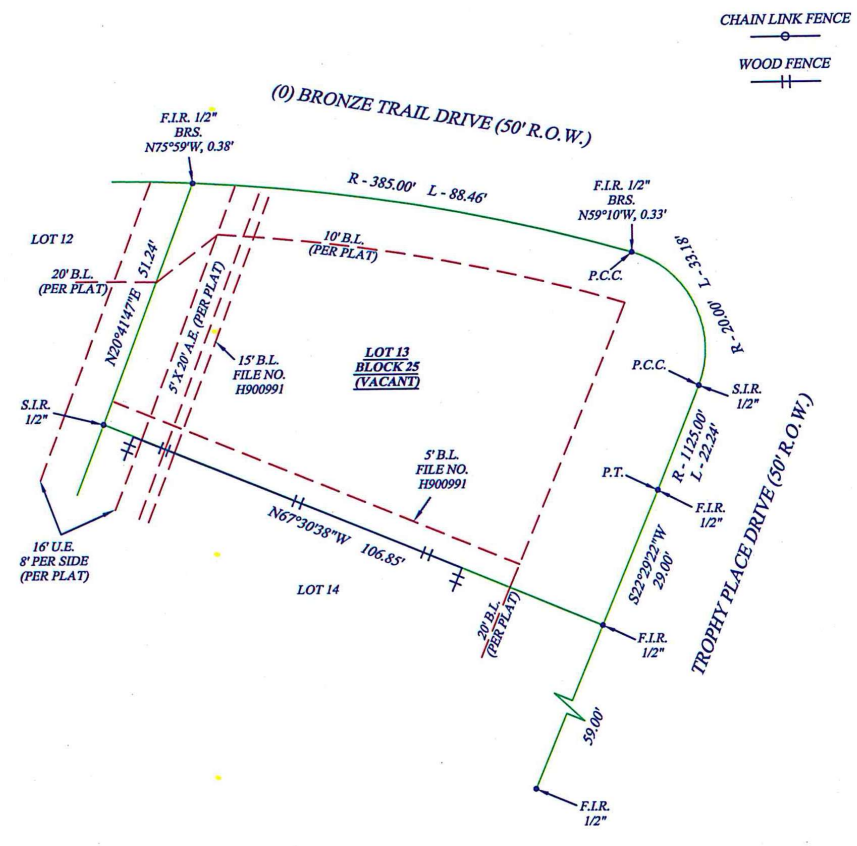 CHAIN LINK FENCE
WOOD FENCE
(0) BRONZE TRAIL DRIVE (50' R.O.W.)
F.I.R. 1/2"
BRS.
N75°59'W, 0.38'
R - 385.00' L - 88.46'
F.I.R. 1/2"
BRS.
N59°10'W, 0.33'
P.C.C.
R - 20.00' L - 33.18'
LOT 12
20' B.L.
(PER PLAT)
N20°41'47"E 51.24'
10' B.L.
(PER PLAT)
5' X 20' A.E. (PER PLAT)
15' B.L.
FILE NO.
H900991
LOT 13
BLOCK 25
(VACANT)
P.C.C.
S.I.R.
1/2"
S.I.R.
1/2"
R - 1125.00'
L - 22.24'
TROPHY PLACE DRIVE (50' R.O.W.)
5' B.L.
FILE NO.
H900991
P.T.
F.I.R.
1/2"
N67°30'38"W 106.85'
S22°29'22"W
29.00'
16' U.E.
8' PER SIDE
(PER PLAT)
LOT 14
20' B.L.
(PER PLAT)
F.I.R.
1/2"
59.00'
F.I.R.
1/2"